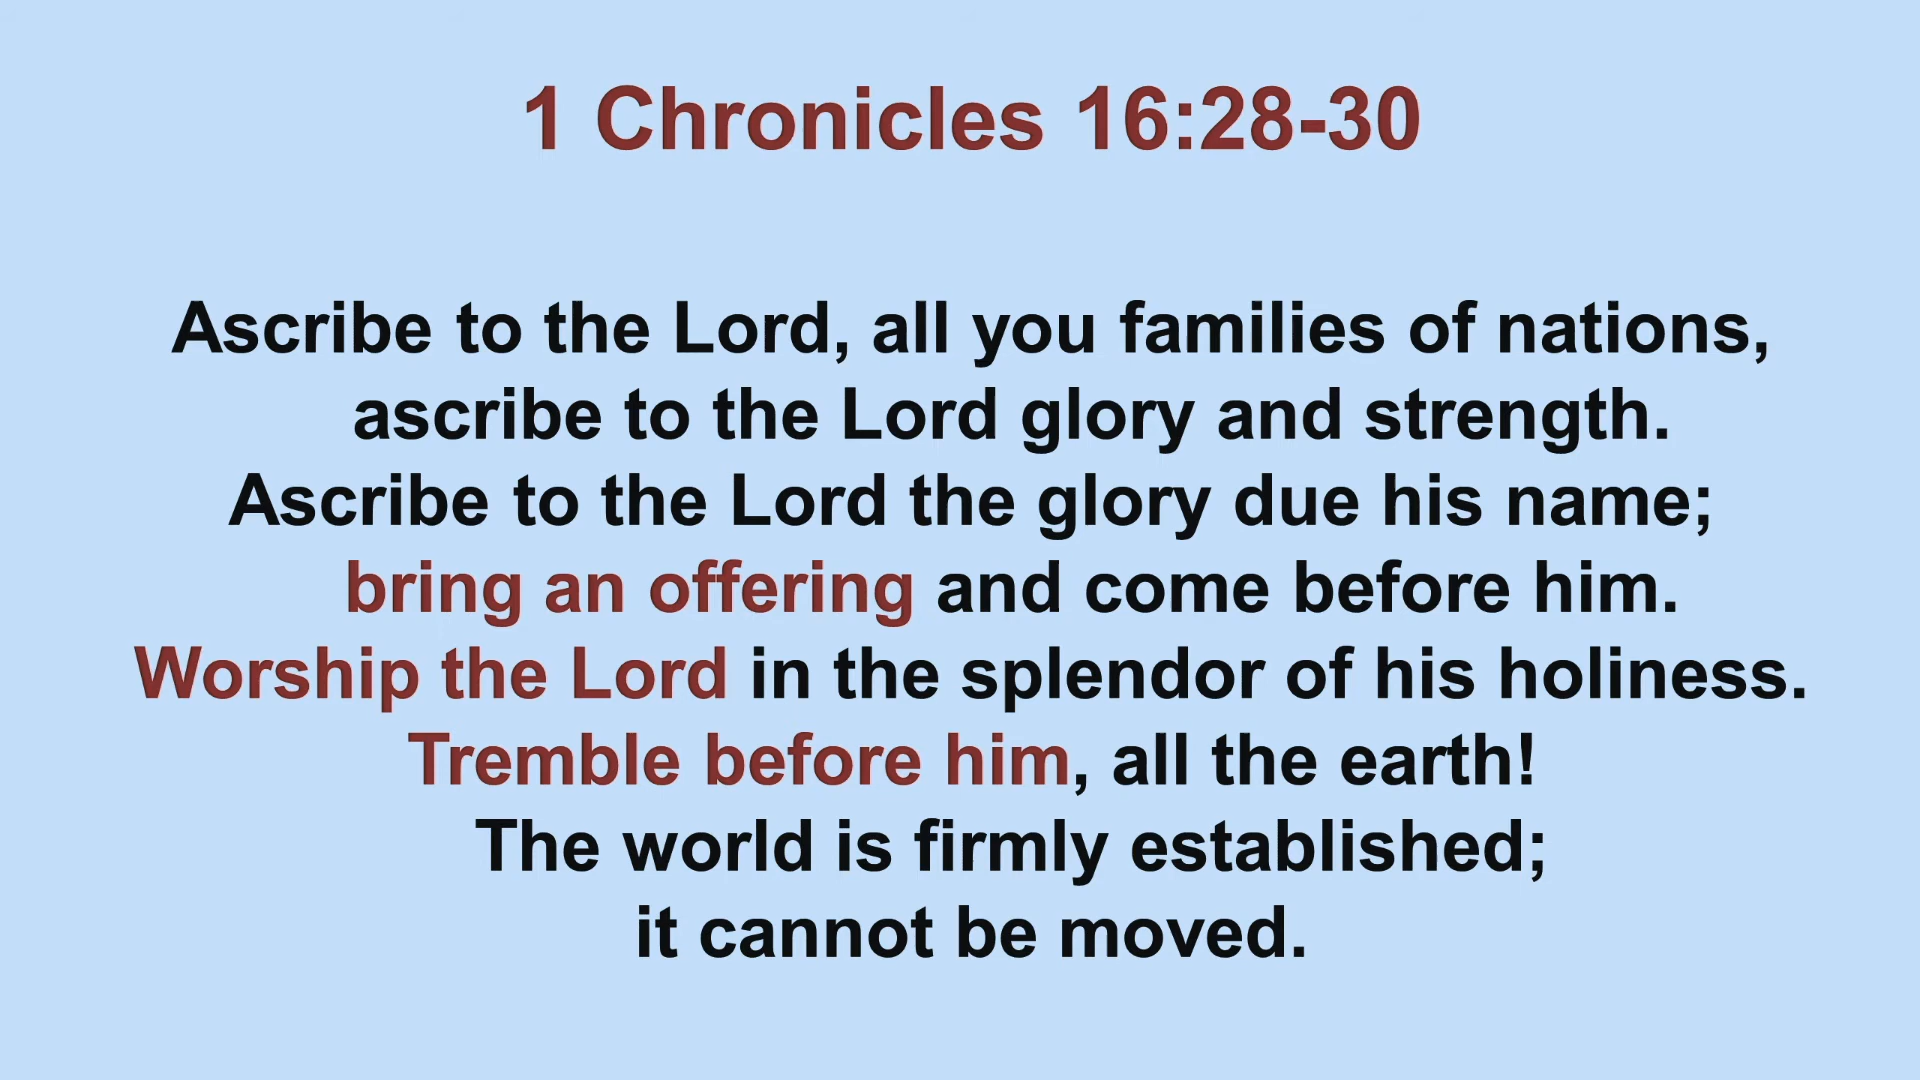 1 Chronicles 16:28-30
Ascribe to the Lord, all you families of nations,
ascribe to the Lord glory and strength.
Ascribe to the Lord the glory due his name;
bring an offering and come before him.
Worship the Lord in the splendor of his holiness.
Tremble before him, all the earth!
The world is firmly established;
it cannot be moved.